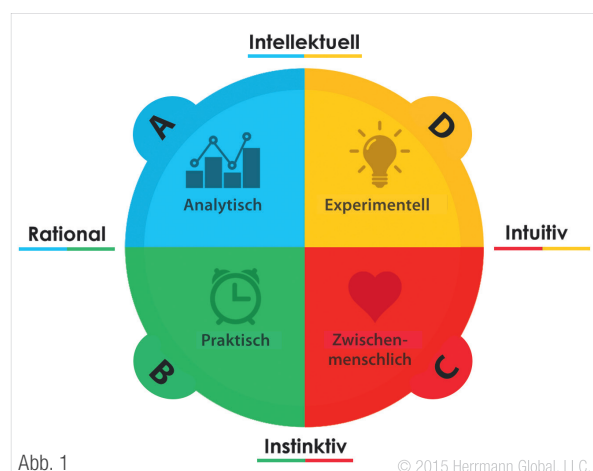 Intellektuell
A
D
Analytisch
Experimentell
Rational
Intuitiv
Praktisch
Zwischen-
menschlich
B
C
Instinktiv
Abb. 1
© 2015 Herrmann Global, LLC